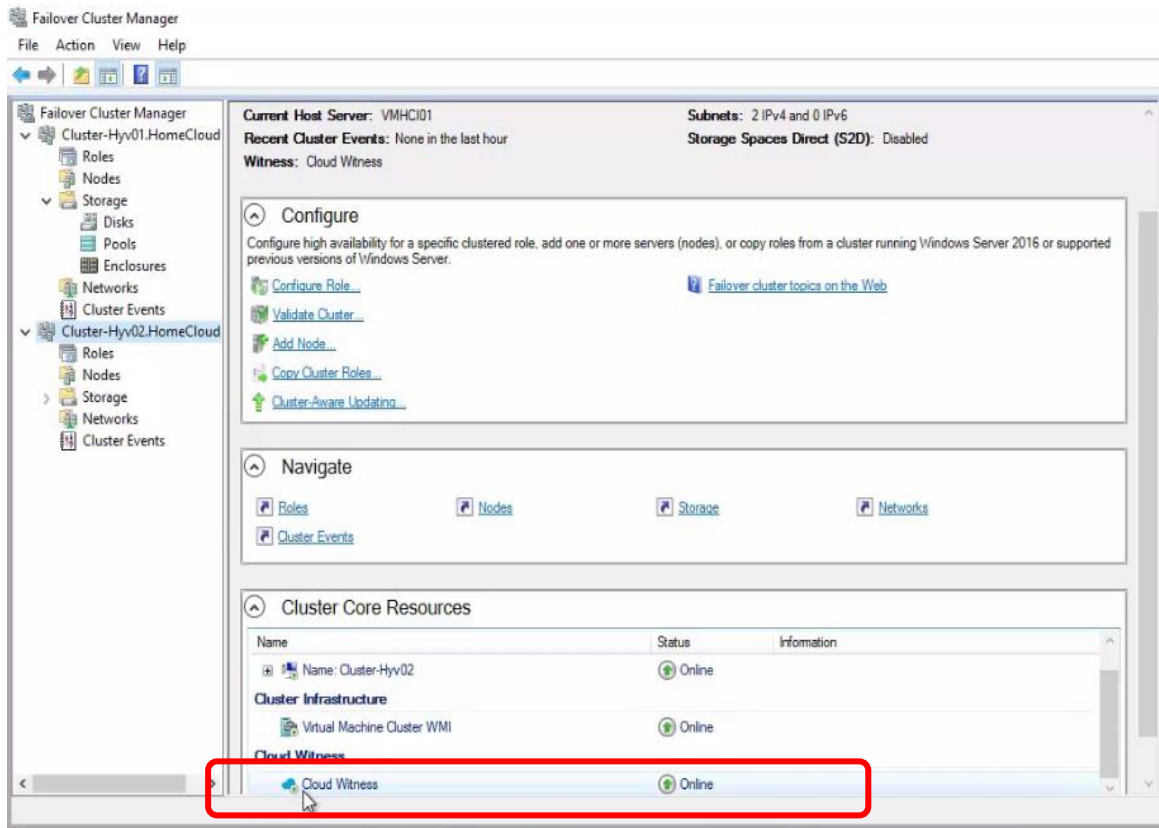 Failover Cluster Manager
File Action View Help
Failover Cluster Manager
Cluster-Hyv01.HomeCloud
Roles
Nodes
Storage
Disks
Pools
Enclosures
Networks
Cluster Events
Cluster-Hyv02.HomeCloud
Roles
Nodes
Storage
Networks
Cluster Events
Current Host Server: VMHCI01 Subnets: 2 IPv4 and 0 IPv6
Recent Cluster Events: None in the last hour Storage Spaces Direct (S2D): Disabled
Witness: Cloud Witness
Configure
Configure high availability for a specific clustered role, add one or more servers (nodes), or copy roles from a cluster running Windows Server 2016 or supported
previous versions of Windows Server.
Configure Role... Failover cluster topics on the Web
Validate Cluster...
Add Node...
Copy Cluster Roles...
Cluster-Aware Updating...
Navigate
Roles Nodes Storage Networks
Cluster Events
Cluster Core Resources
Name Status Information
Name: Cluster-Hyv02 Online
Cluster Infrastructure
Virtual Machine Cluster WMI Online
Cloud Witness
Cloud Witness Online